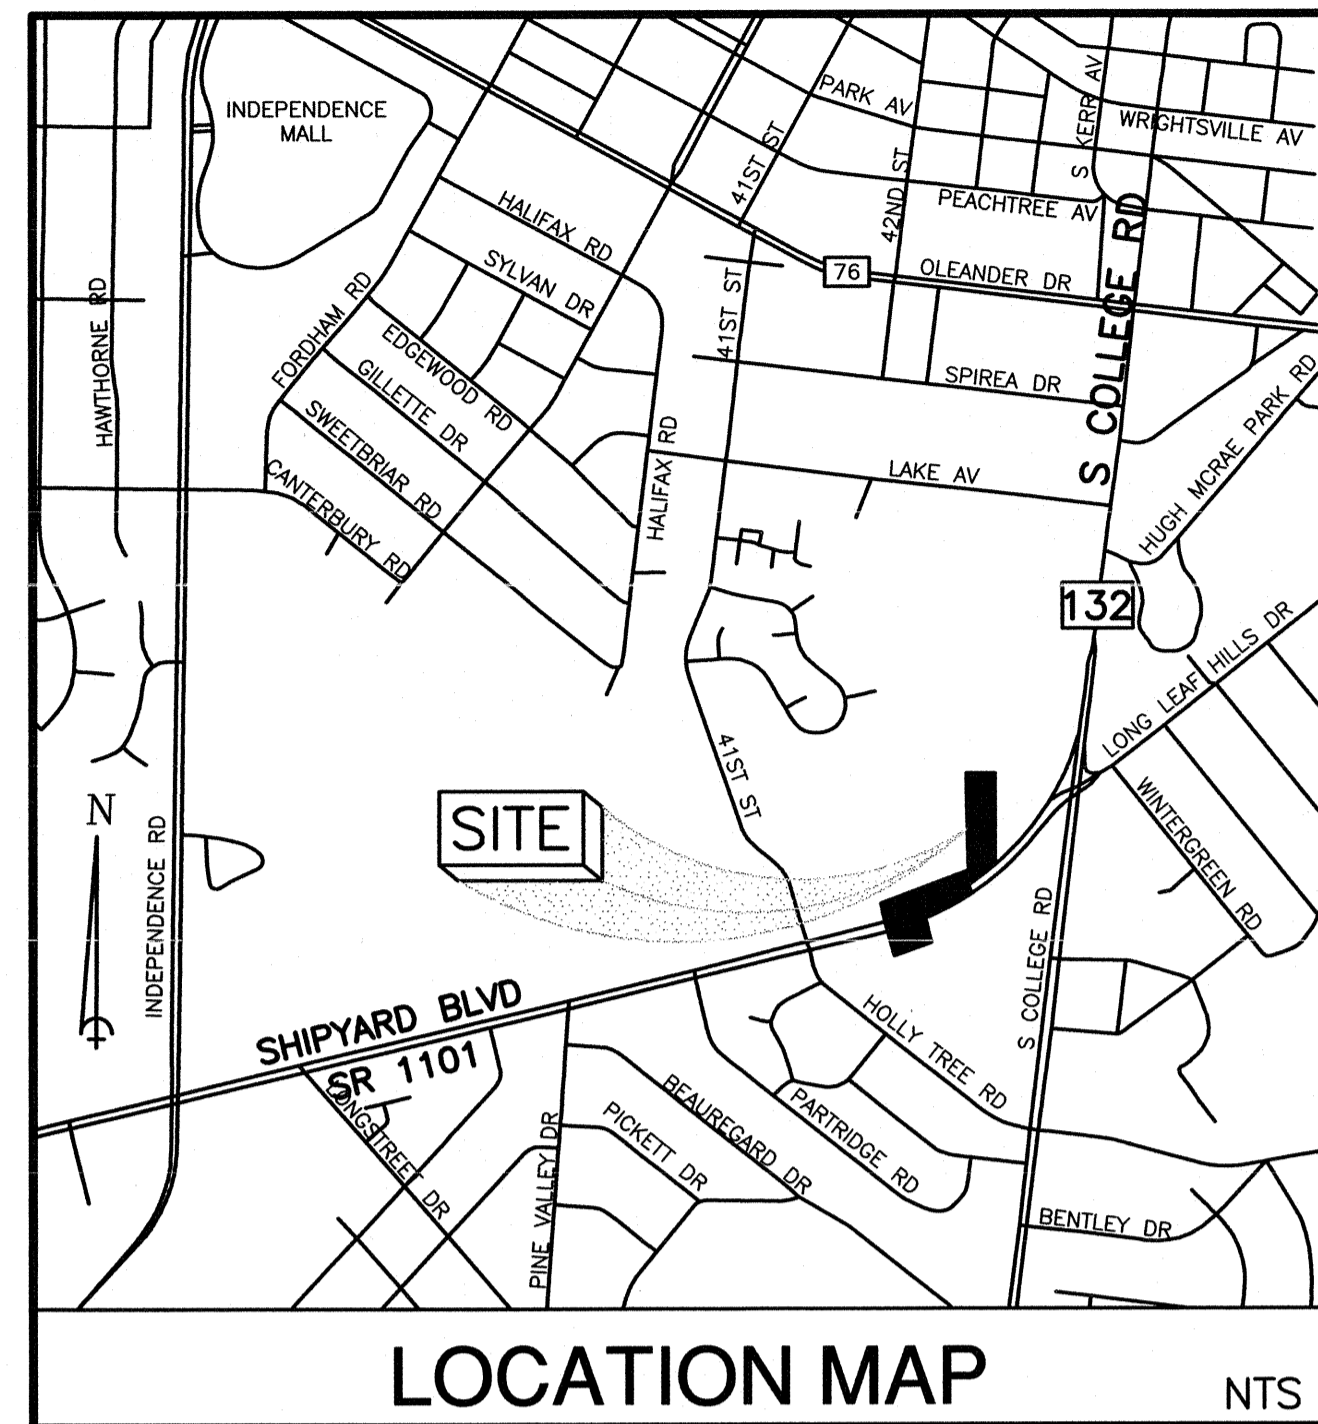 INDEPENDENCE
MALL
PARK AV
S KERR AV
WRIGHTSVILLE AV
41ST ST
42ND ST
PEACHTREE AV
HALIFAX RD
SYLVAN DR
76
OLEANDER DR
S COLLEGE RD
HAWTHORNE RD
FORDHAM RD
41ST ST
EDGEWOOD RD
GILLETTE DR
SPIREA DR
SWEETBRIAR RD
HALIFAX RD
LAKE AV
HUGH MCRAE PARK RD
CANTERBURY RD
132
LONG LEAF HILLS DR
41ST ST
WINTERGREEN RD
N
SITE
INDEPENDENCE RD
S COLLEGE RD
SHIPYARD BLVD
SR 1101
HOLLY TREE RD
LONGSTREET DR
BEAUREGARD DR
PARTRIDGE RD
PICKETT DR
PINE VALLEY DR
BENTLEY DR
LOCATION MAP
NTS